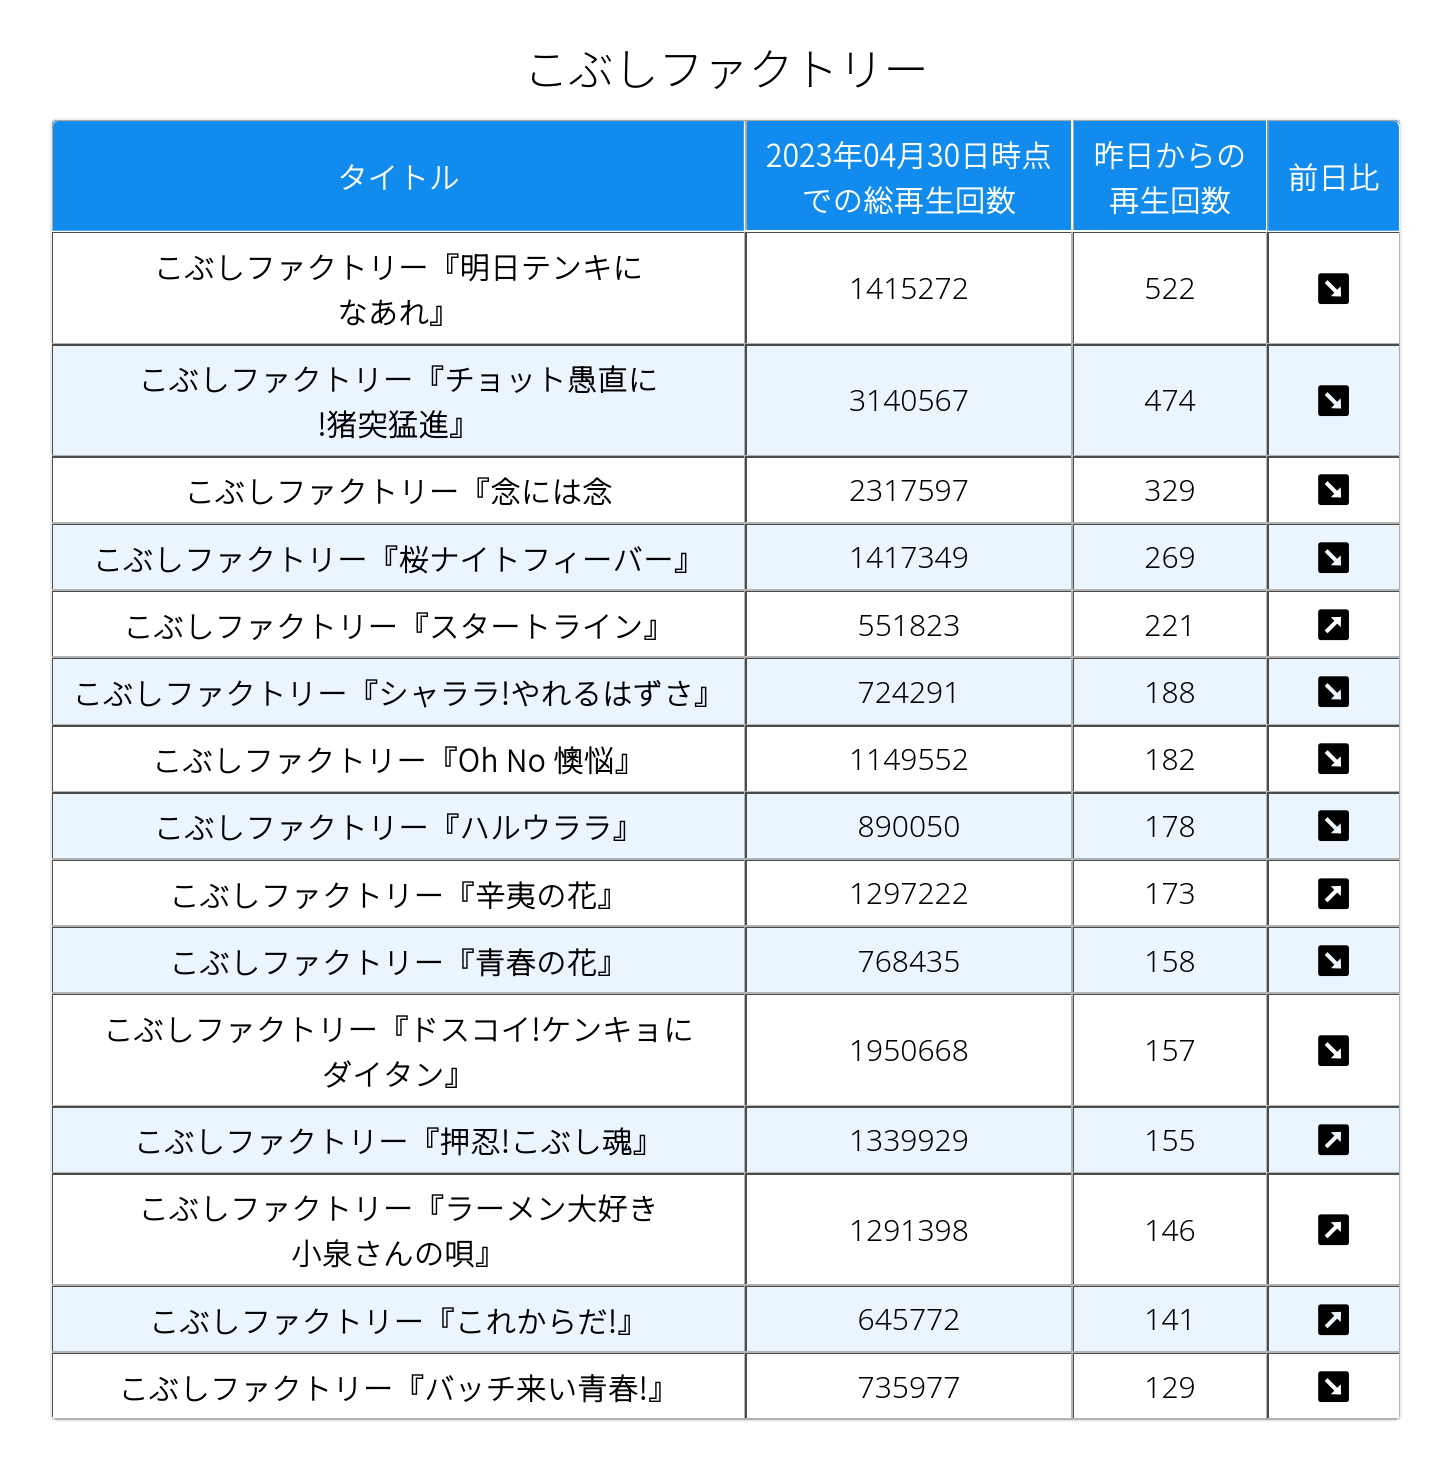 こぶしファクトリー
タイトル
2023年04月30日時点
での総再生回数
昨日からの
再生回数
前日比
こぶしファクトリー『明日テンキに
なあれ』
1415272
522
こぶしファクトリー『チョット愚直に
!猪突猛進』
3140567
474
こぶしファクトリー『念には念
2317597
329
こぶしファクトリー『桜ナイトフィーバー』
1417349
269
こぶしファクトリー『スタートライン』
551823
221
こぶしファクトリー『シャララ!やれるはずさ』
724291
188
こぶしファクトリー『Oh No 懊悩』
1149552
182
こぶしファクトリー『ハルウララ』
890050
178
こぶしファクトリー『辛夷の花』
1297222
173
こぶしファクトリー『青春の花』
768435
158
こぶしファクトリー『ドスコイ!ケンキョに
ダイタン』
1950668
157
こぶしファクトリー『押忍!こぶし魂』
1339929
155
こぶしファクトリー『ラーメン大好き
小泉さんの唄』
1291398
146
こぶしファクトリー『これからだ!』
645772
141
こぶしファクトリー『バッチ来い青春!』
735977
129